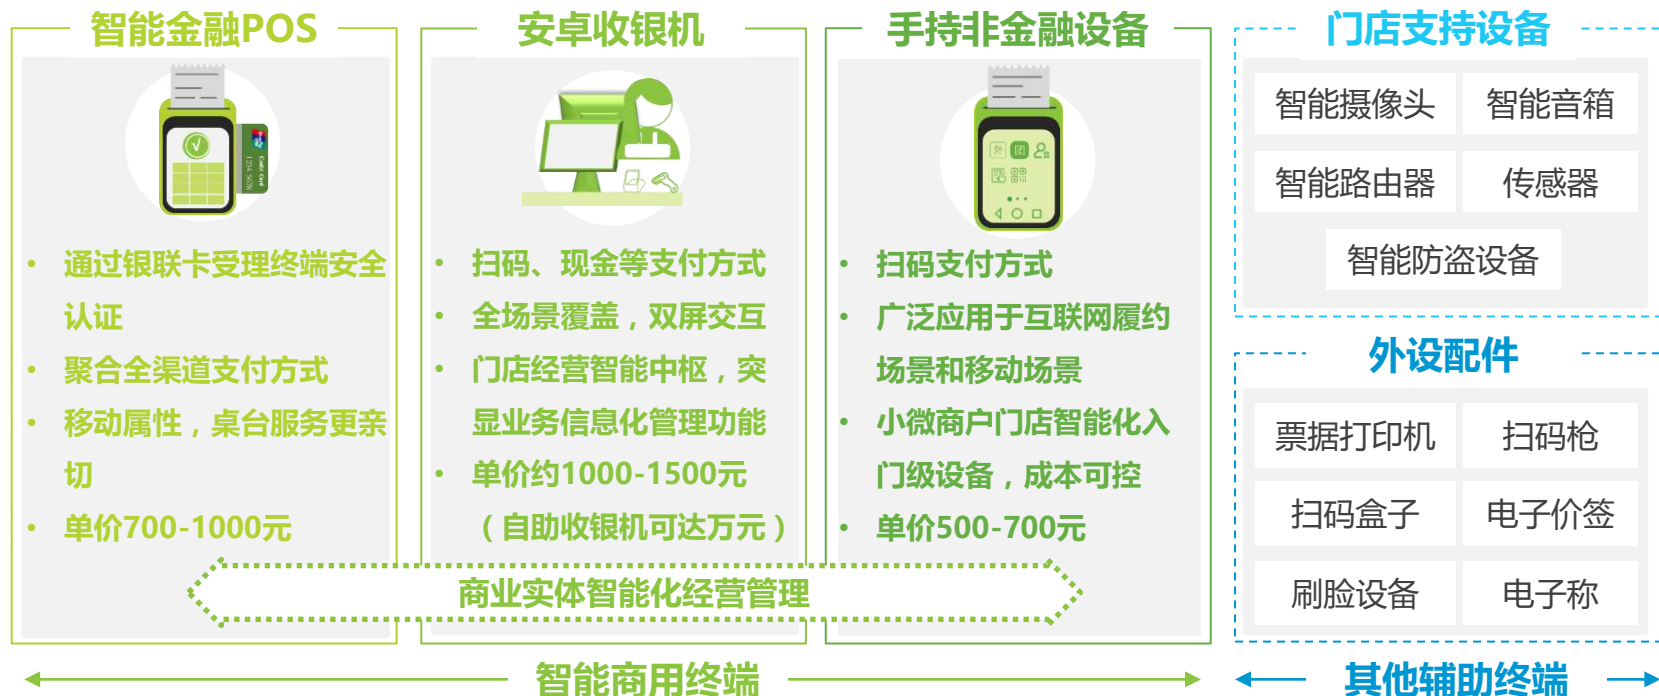 智能金融POS
通过银联卡受理终端安全
认证
聚合全渠道支付方式
移动属性，桌台服务更亲
切
单价700-1000元
安卓收银机
扫码、现金等支付方式
全场景覆盖，双屏交互
门店经营智能中枢，突
显业务信息化管理功能
单价约1000-1500元
（自助收银机可达万元）
手持非金融设备
外
扫码支付方式
广泛应用于互联网履约
场景和移动场景
小微商户门店智能化入
门级设备，成本可控
单价500-700元
商业实体智能化经营管理
智能商用终端
门店支持设备
智能摄像头 智能音箱
智能路由器 传感器
智能防盗设备
外设配件
票据打印机 扫码枪
扫码盒子 电子价签
刷脸设备 电子称
其他辅助终端